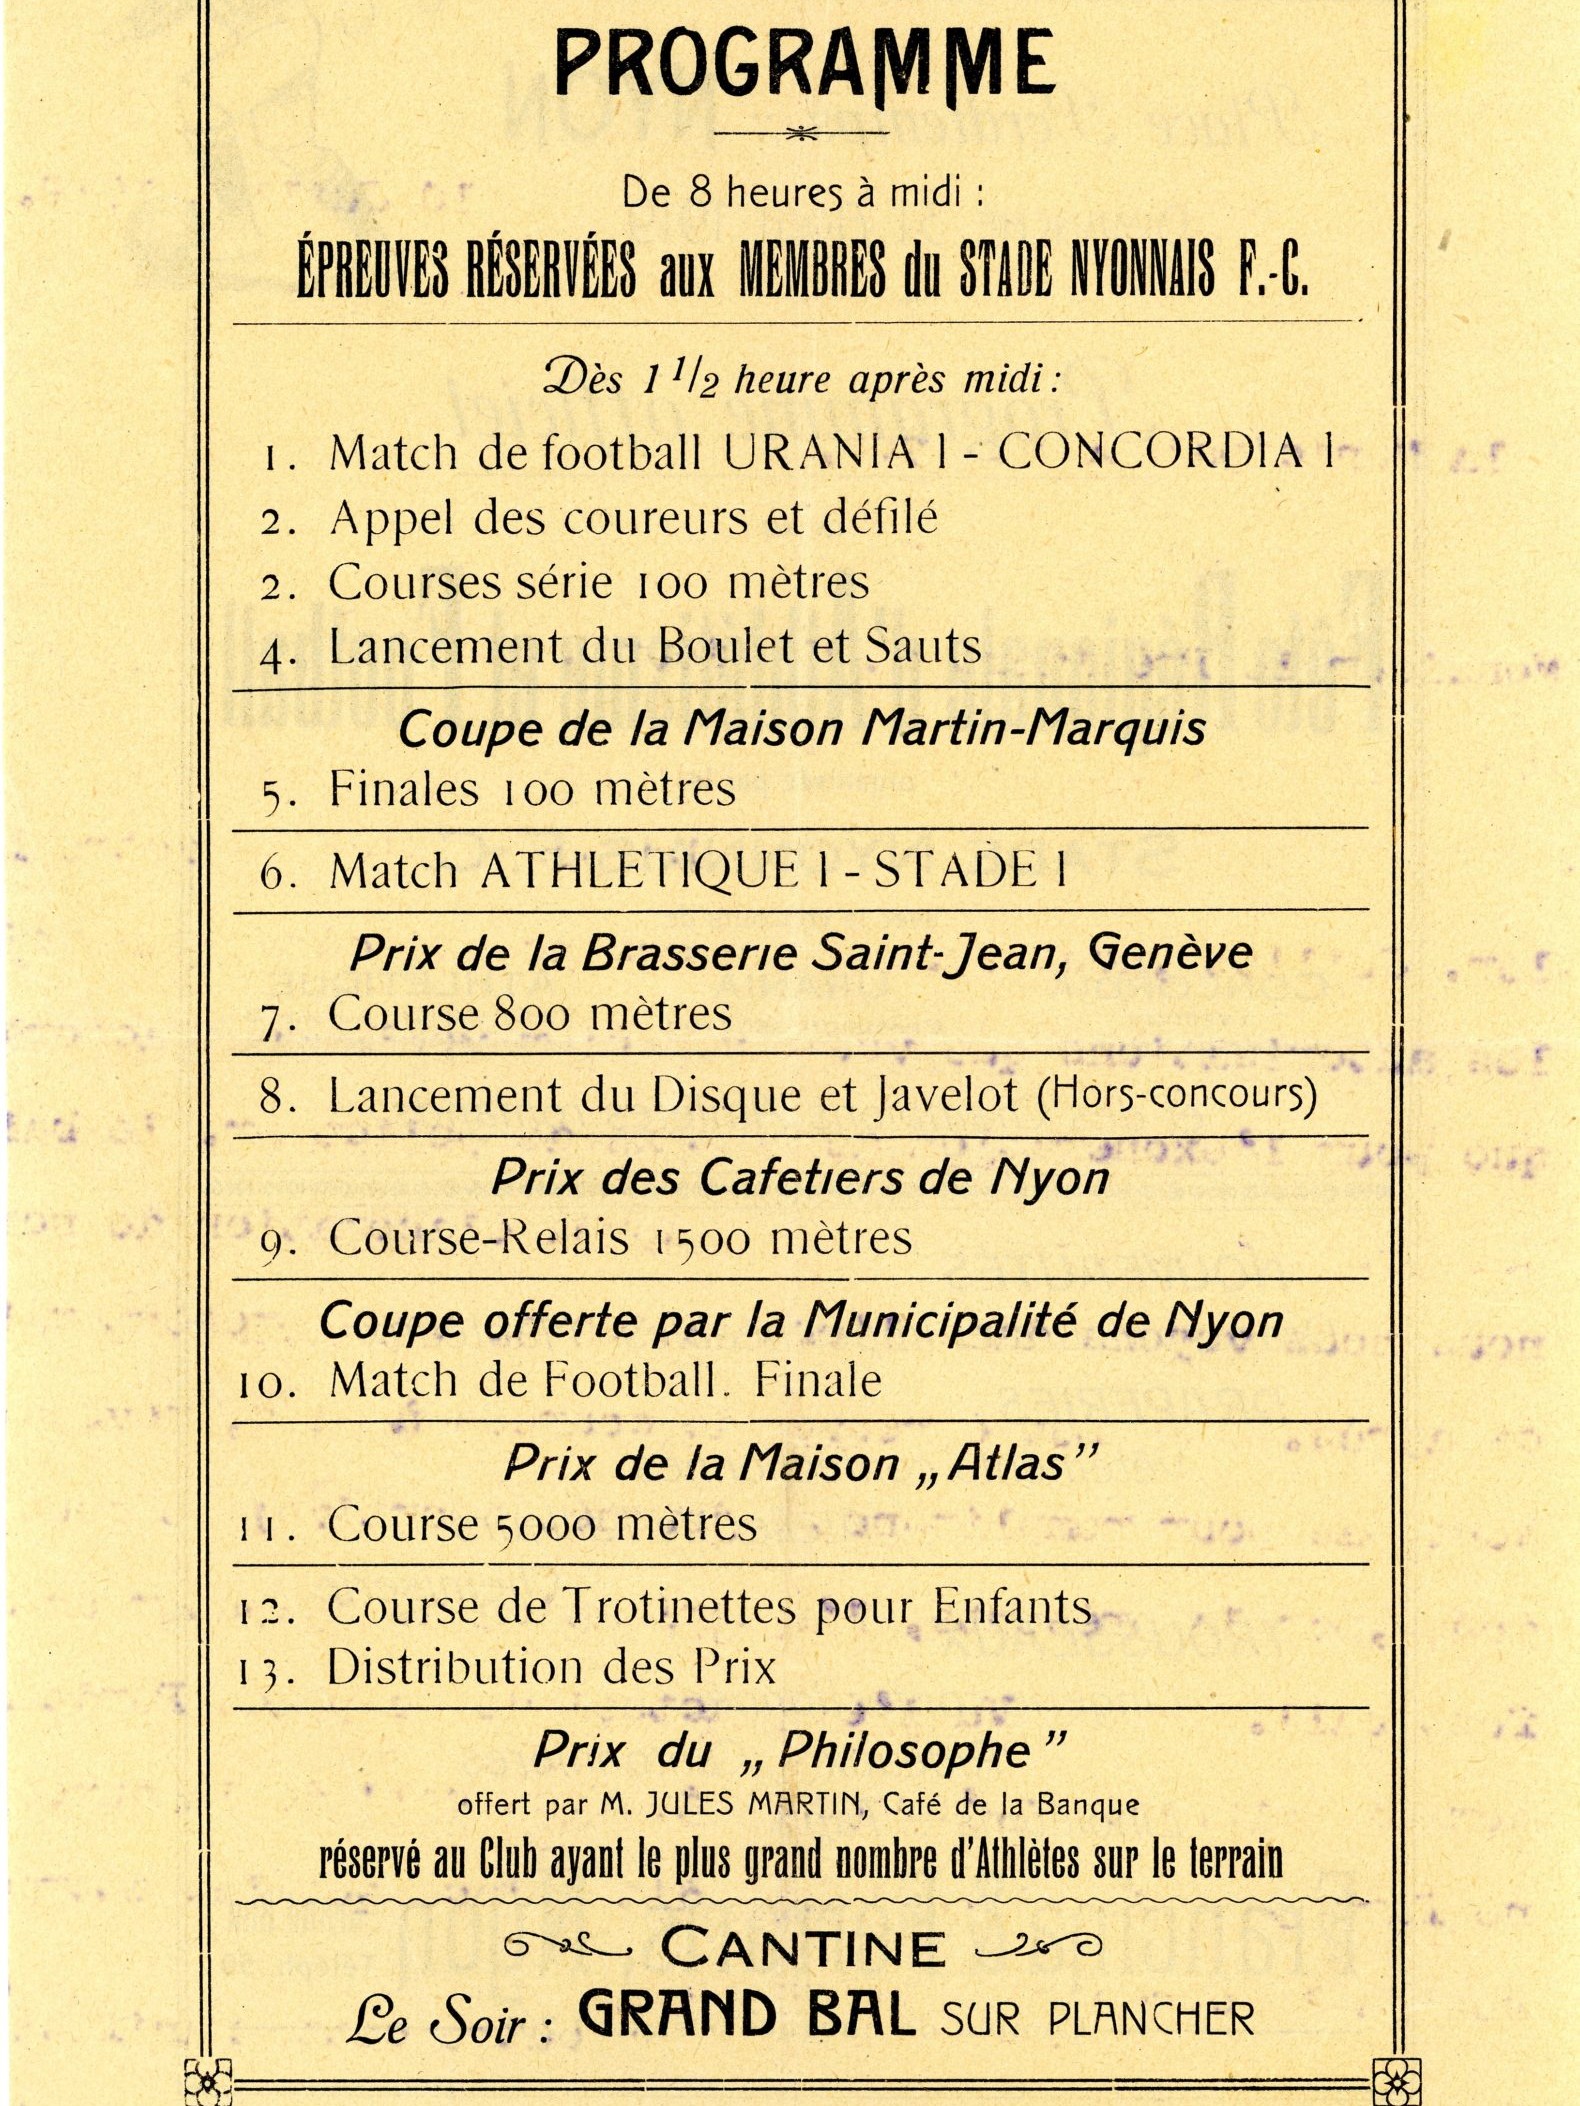 PROGRAMME
De 8 heures à midi :
ÉPREUVES RÉSERVÉES aux MEMBRES du STADE NYONNAIS F.-C.
Dès 1 1/2 heure après midi :
1. Match de football URANIA I - CONCORDIA I
2. Appel des coureurs et défilé
2. Courses série 100 mètres
4. Lancement du Boulet et Sauts
Coupe de la Maison Martin-Marquis
5. Finales 100 mètres
6. Match ATHLETIQUE I - STADE I
Prix de la Brasserie Saint-Jean, Genève
7. Course 800 mètres
8. Lancement du Disque et Javelot (Hors-concours)
Prix des Cafetiers de Nyon
9. Course-Relais 1500 mètres
Coupe offerte par la Municipalité de Nyon
10. Match de Football. Finale
Prix de la Maison „Atlas”
11. Course 5000 mètres
12. Course de Trotinettes pour Enfants
13. Distribution des Prix
Prix du „Philosophe”
offert par M. JULES MARTIN, Café de la Banque
réservé au Club ayant le plus grand nombre d'Athlètes sur le terrain
CANTINE
Le Soir : GRAND BAL SUR PLANCHER